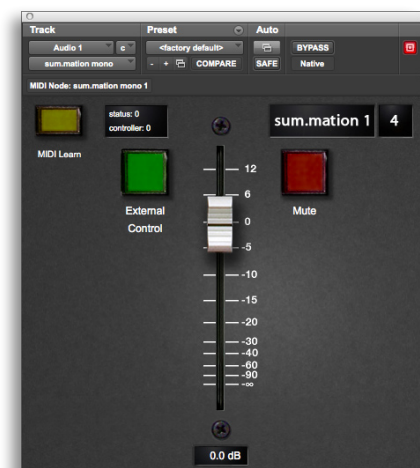 Track Preset Auto
Audio 1 c <factory default> BYPASS
sum.mation mono - + COMPARE SAFE Native
MIDI Node: sum.mation mono 1
status: 0
controller: 0
sum.mation 1 4
MIDI Learn
External
Control
Mute
12
6
0
-5
-10
-15
-20
-30
-40
-60
-90
-∞
0.0 dB